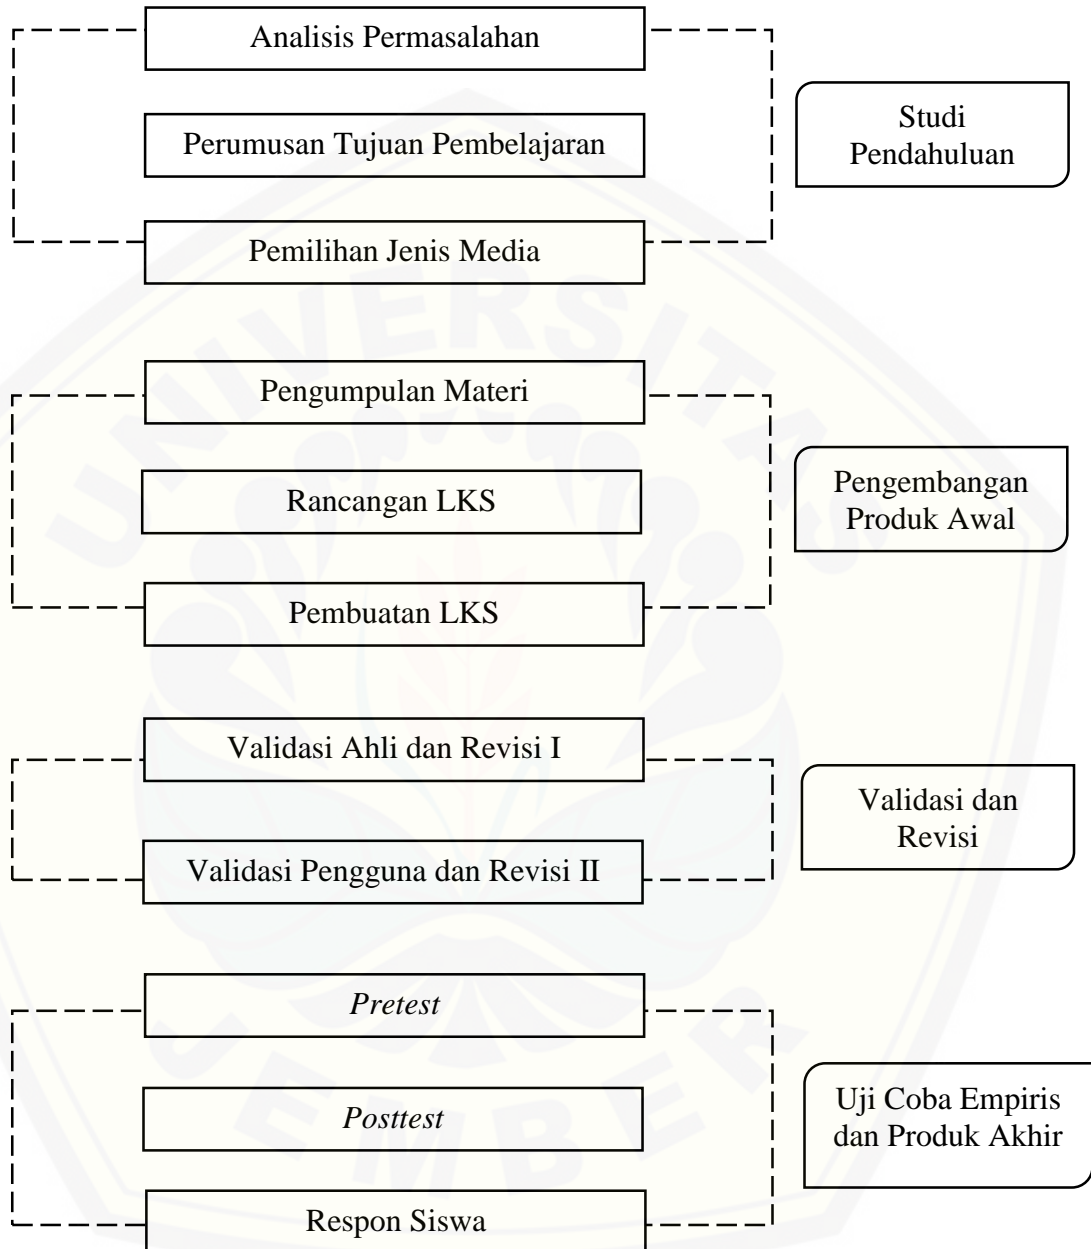 Analisis Permasalahan
Perumusan Tujuan Pembelajaran
Pemilihan Jenis Media
Studi
Pendahuluan
Pengumpulan Materi
Rancangan LKS
Pembuatan LKS
Pengembangan
Produk Awal
Validasi Ahli dan Revisi I
Validasi Pengguna dan Revisi II
Validasi dan
Revisi
Pretest
Posttest
Respon Siswa
Uji Coba Empiris
dan Produk Akhir
UNIVERSITAS
JEMBER